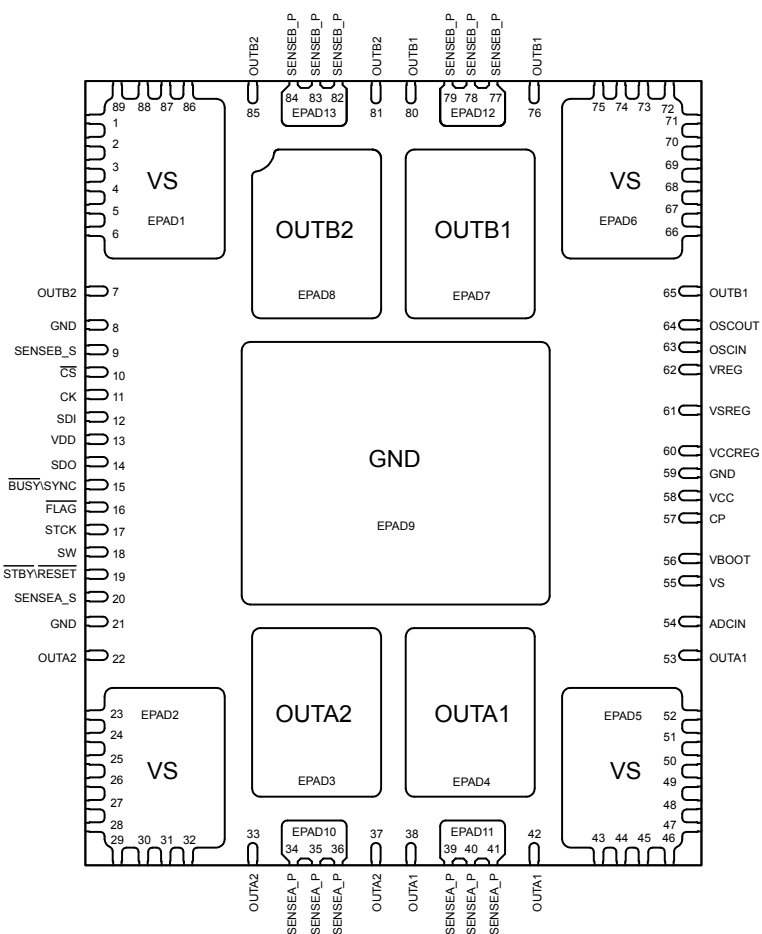 OUTB2
SENSEB_P
SENSEB_P
SENSEB_P
OUTB2
OUTB1
SENSEB_P
SENSEB_P
SENSEB_P
OUTB1
89 88 87 86
85
84 83 82
EPAD13
81
80
79 78 77
EPAD12
76
75 74 73 72
1
2
3
4
5
6
VS
EPAD1
OUTB2
EPAD8
OUTB1
EPAD7
VS
EPAD6
71
70
69
68
67
66
OUTB2 7
GND 8
SENSEB_S 9
CS 10
CK 11
SDI 12
VDD 13
SDO 14
BUSY\SYNC 15
FLAG 16
STCK 17
SW 18
STBY\RESET 19
SENSEA_S 20
GND 21
OUTA2 22
GND
EPAD9
65 OUTB1
64 OSCOUT
63 OSCIN
62 VREG
61 VSREG
60 VCCREG
59 GND
58 VCC
57 CP
56 VBOOT
55 VS
54 ADCIN
53 OUTA1
23
24
25
26
27
28
EPAD2
VS
OUTA2
EPAD3
OUTA1
EPAD4
EPAD5
VS
52
51
50
49
48
47
29 30 31 32
33
EPAD10
34 35 36
37
38
EPAD11
39 40 41
42
43 44 45 46
OUTA2
SENSEA_P
SENSEA_P
SENSEA_P
OUTA2
OUTA1
SENSEA_P
SENSEA_P
SENSEA_P
OUTA1